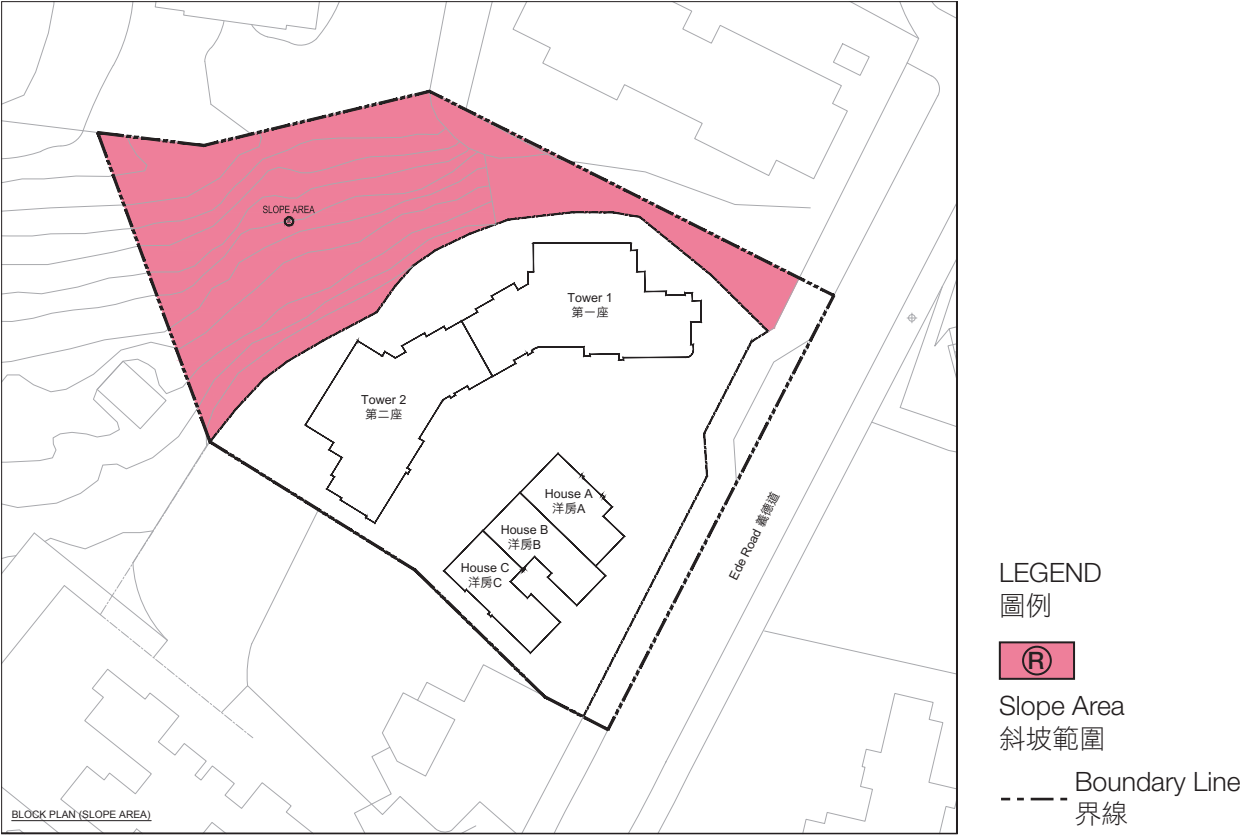 SLOPE AREA
Tower 1
第一座
Tower 2
第二座
House A
洋房A
House B
洋房B
House C
洋房C
Ede Road 義德道
BLOCK PLAN (SLOPE AREA)
LEGEND
圖例
R
Slope Area
斜坡範圍
Boundary Line
界線